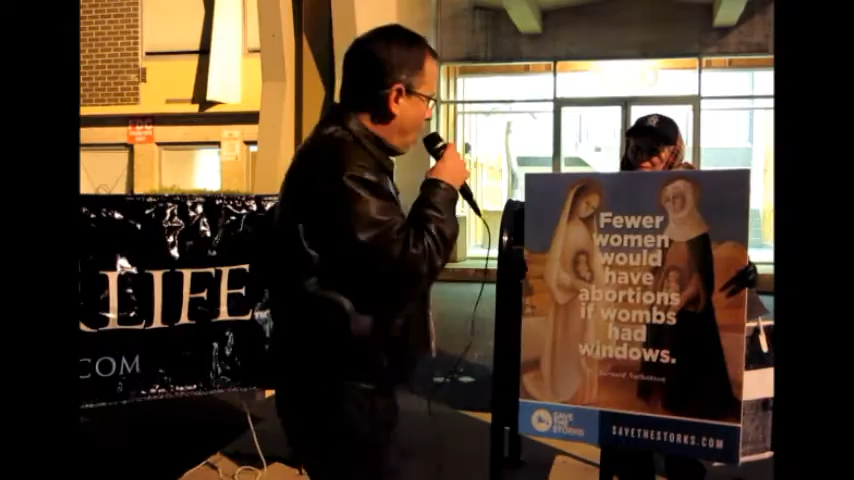 LIFE
COM
Fewer
women
would
have
abortions
if wombs
had
windows.
SAVE
THE
STORKS
SAVETHESTORKS.COM